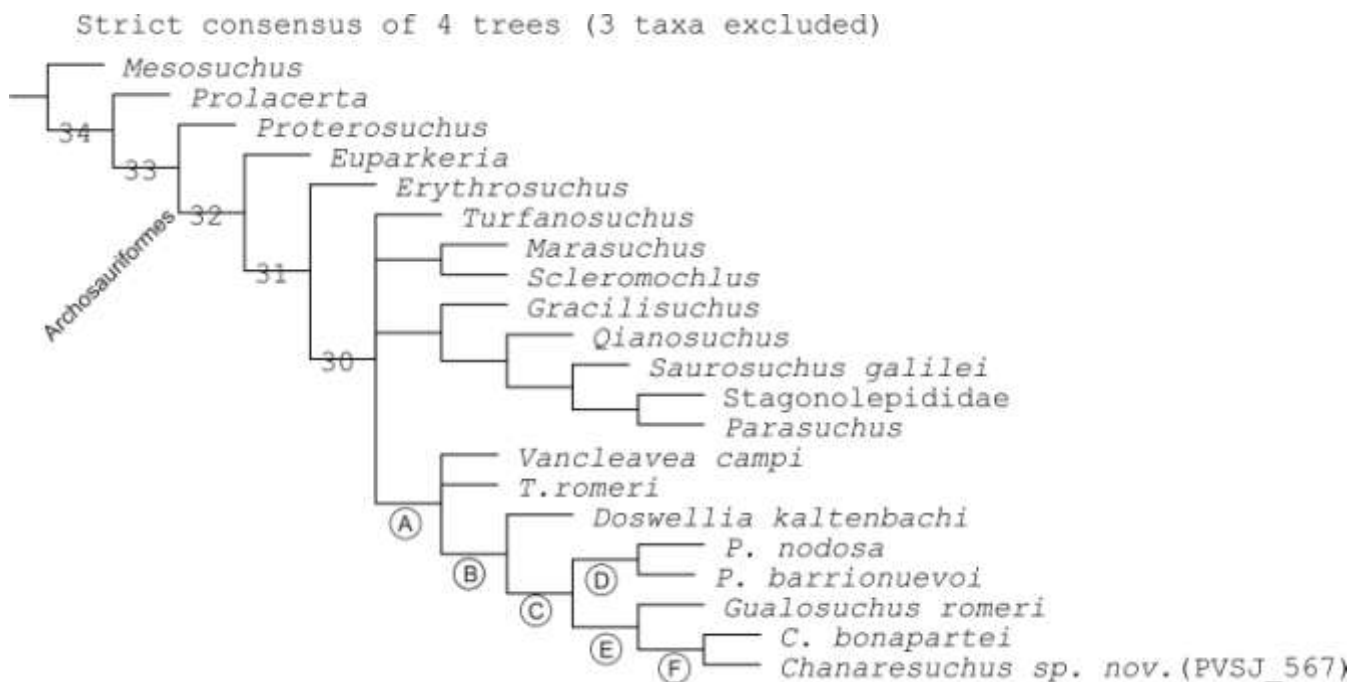 Strict consensus of 4 trees (3 taxa excluded)
Mesosuchus
Prolacerta
34
Proterosuchus
33
Euparkeria
Erythrosuchus
Archosauriformes
32
Turfanosuchus
Marasuchus
31
Scleromochlus
Gracilisuchus
Qianosuchus
30
Saurosuchus galilei
Stagonolepididae
Parasuchus
Vancleavea campi
T.romeri
A
Doswellia kaltenbachi
P. nodosa
B
D
P. barrionuevoi
C
Gualosuchus romeri
E
C. bonapartei
F
Chanaresuchus sp. nov.(PVSJ_567)